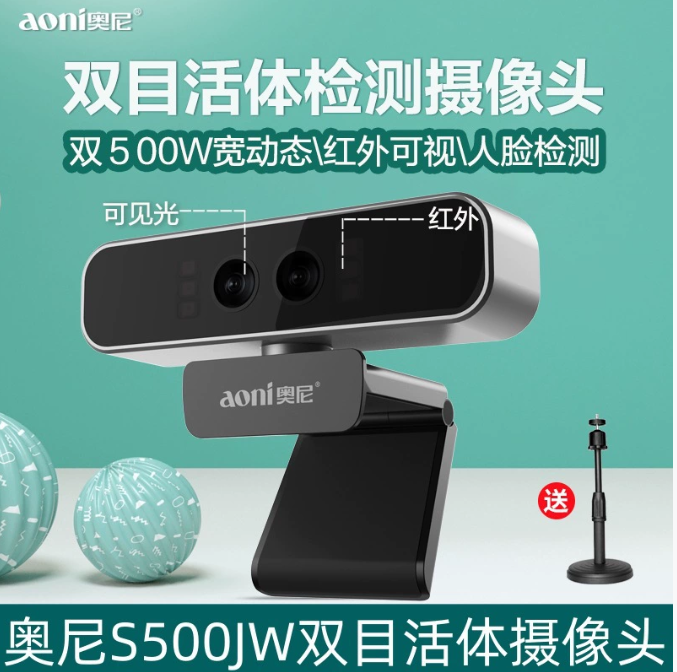 aoni奥尼®
双目活体检测摄像头
双500W宽动态\红外可视\人脸检测
可见光
红外
aoni奥尼®
送
奥尼S500JW双目活体摄像头